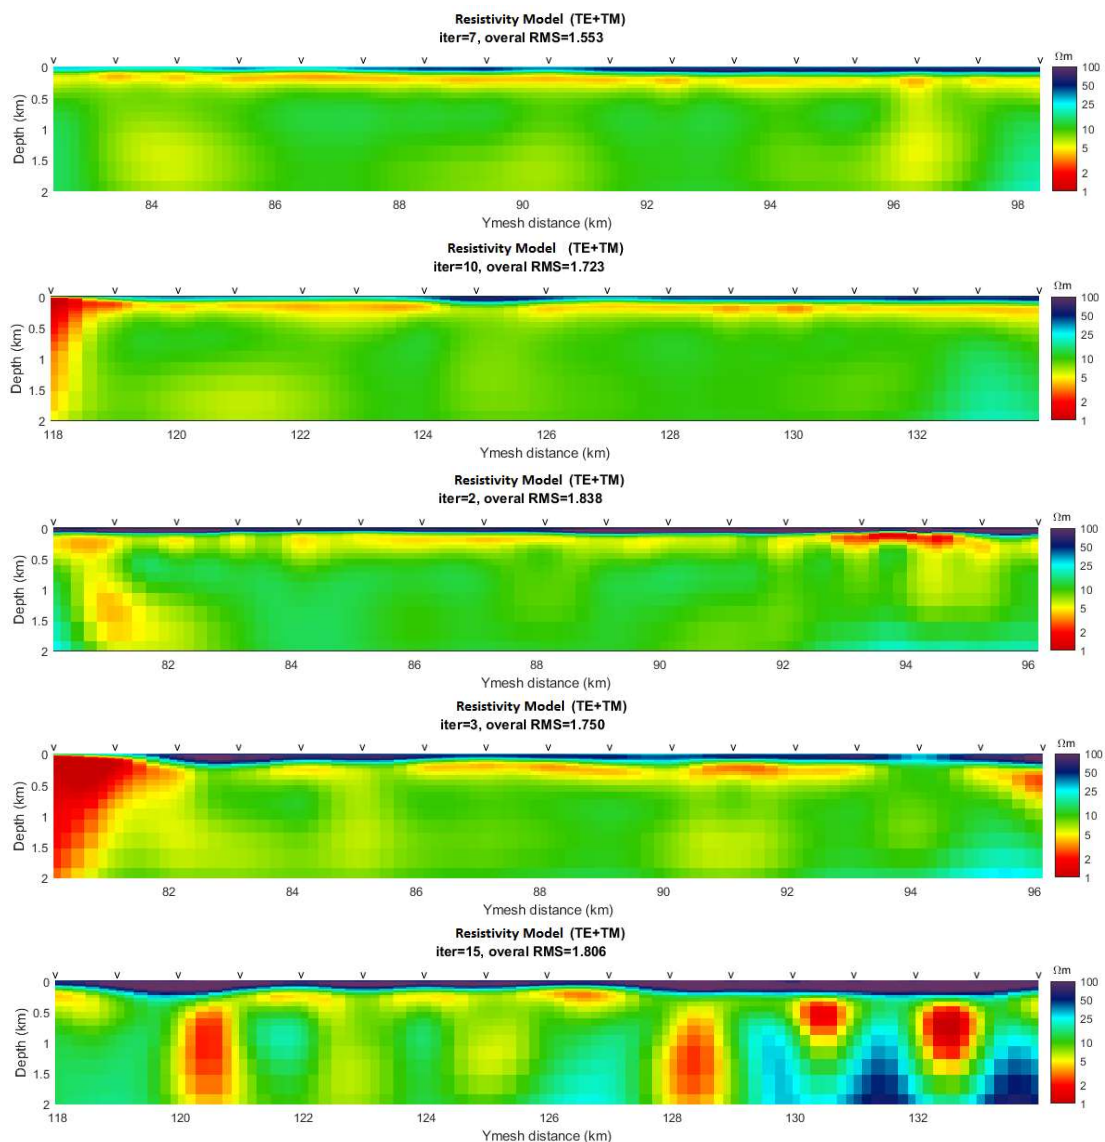 Resistivity Model (TE+TM)
iter=7, overal RMS=1.553
v v v v v v v v v v v v v v v v v
Ωm
Depth (km)
0
0.5
1
1.5
2
100
50
25
10
5
2
1
84 86 88 90 92 94 96 98
Ymesh distance (km)
Resistivity Model (TE+TM)
iter=10, overal RMS=1.723
v v v v v v v v v v v v v v v v v
Ωm
Depth (km)
0
0.5
1
1.5
2
100
50
25
10
5
2
1
118 120 122 124 126 128 130 132
Ymesh distance (km)
Resistivity Model (TE+TM)
iter=2, overal RMS=1.838
v v v v v v v v v v v v v v v v v
Ωm
Depth (km)
0
0.5
1
1.5
2
100
50
25
10
5
2
1
82 84 86 88 90 92 94 96
Ymesh distance (km)
Resistivity Model (TE+TM)
iter=3, overal RMS=1.750
v v v v v v v v v v v v v v v v v
Ωm
Depth (km)
0
0.5
1
1.5
2
100
50
25
10
5
2
1
82 84 86 88 90 92 94 96
Ymesh distance (km)
Resistivity Model (TE+TM)
iter=15, overal RMS=1.806
v v v v v v v v v v v v v v v v v
Ωm
Depth (km)
0
0.5
1
1.5
2
100
50
25
10
5
2
1
118 120 122 124 126 128 130 132
Ymesh distance (km)